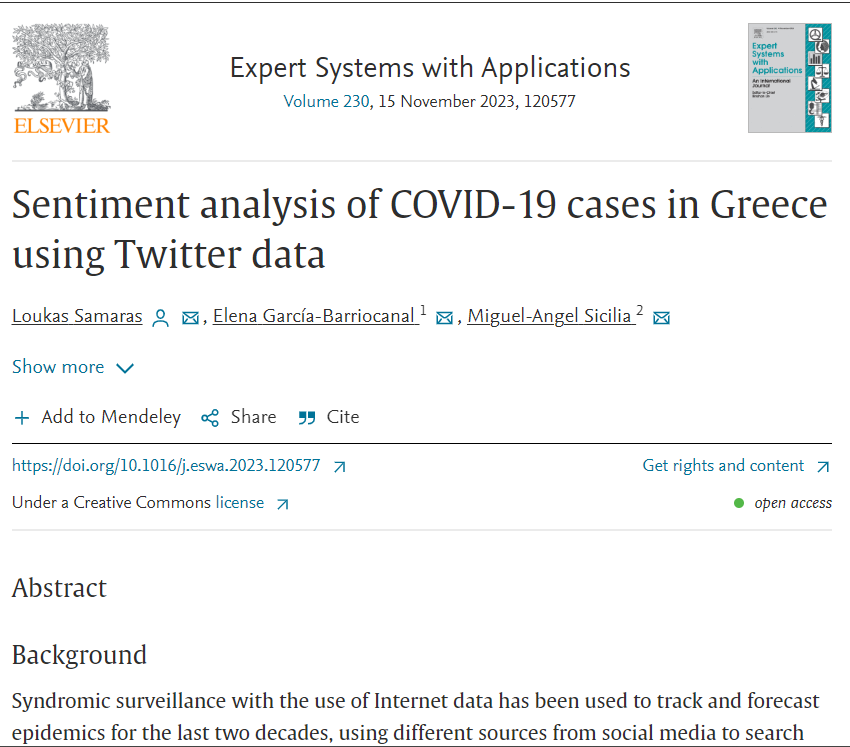 ELSEVIER
Expert Systems with Applications
Volume 230, 15 November 2023, 120577
Expert
Systems
with
Applications
An International
Journal
Sentiment analysis of COVID-19 cases in Greece
using Twitter data
Loukas Samaras , Elena García-Barriocanal 1 , Miguel-Angel Sicilia 2
Show more
Add to Mendeley Share Cite
https://doi.org/10.1016/j.eswa.2023.120577 Get rights and content
Under a Creative Commons license open access
Abstract
Background
Syndromic surveillance with the use of Internet data has been used to track and forecast
epidemics for the last two decades, using different sources from social media to search